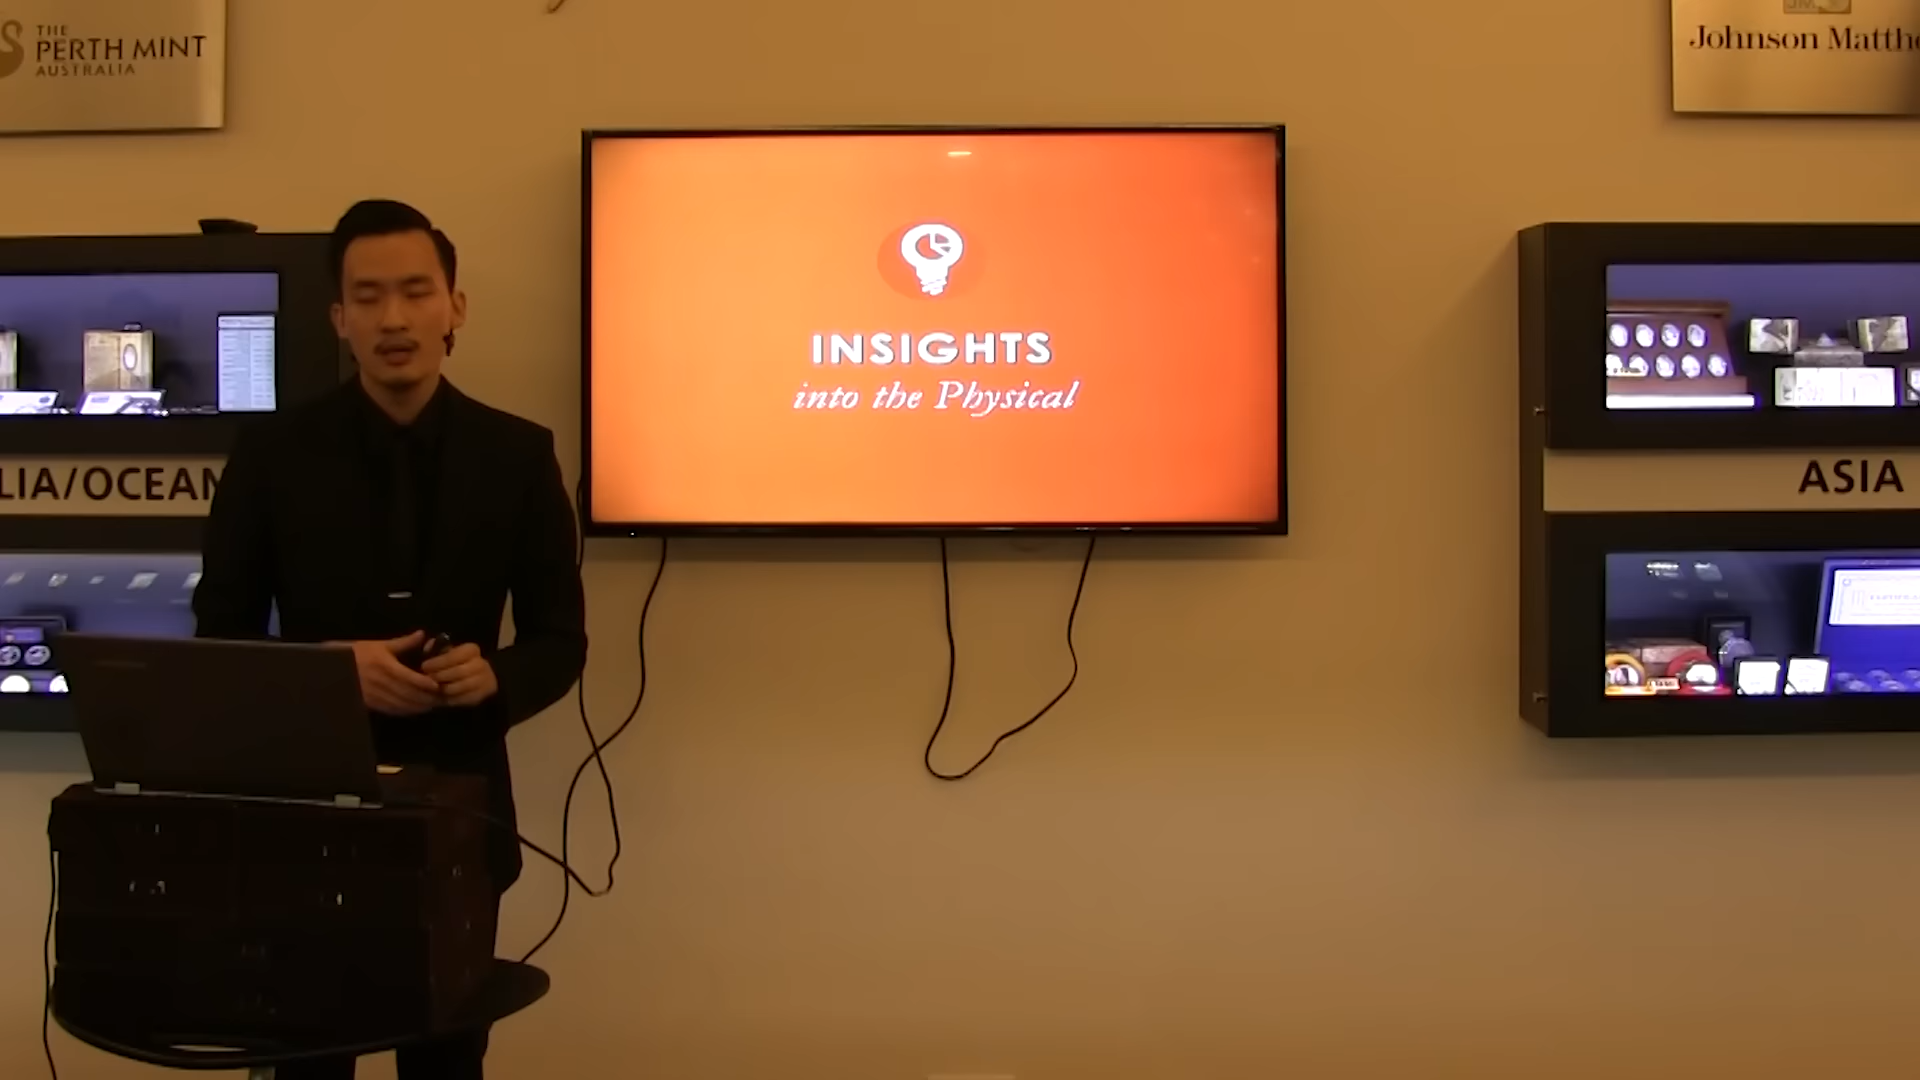 THE
PERTH MINT
AUSTRALIA
Johnson Matthe
INSIGHTS
into the Physical
LIA/OCEAN
ASIA